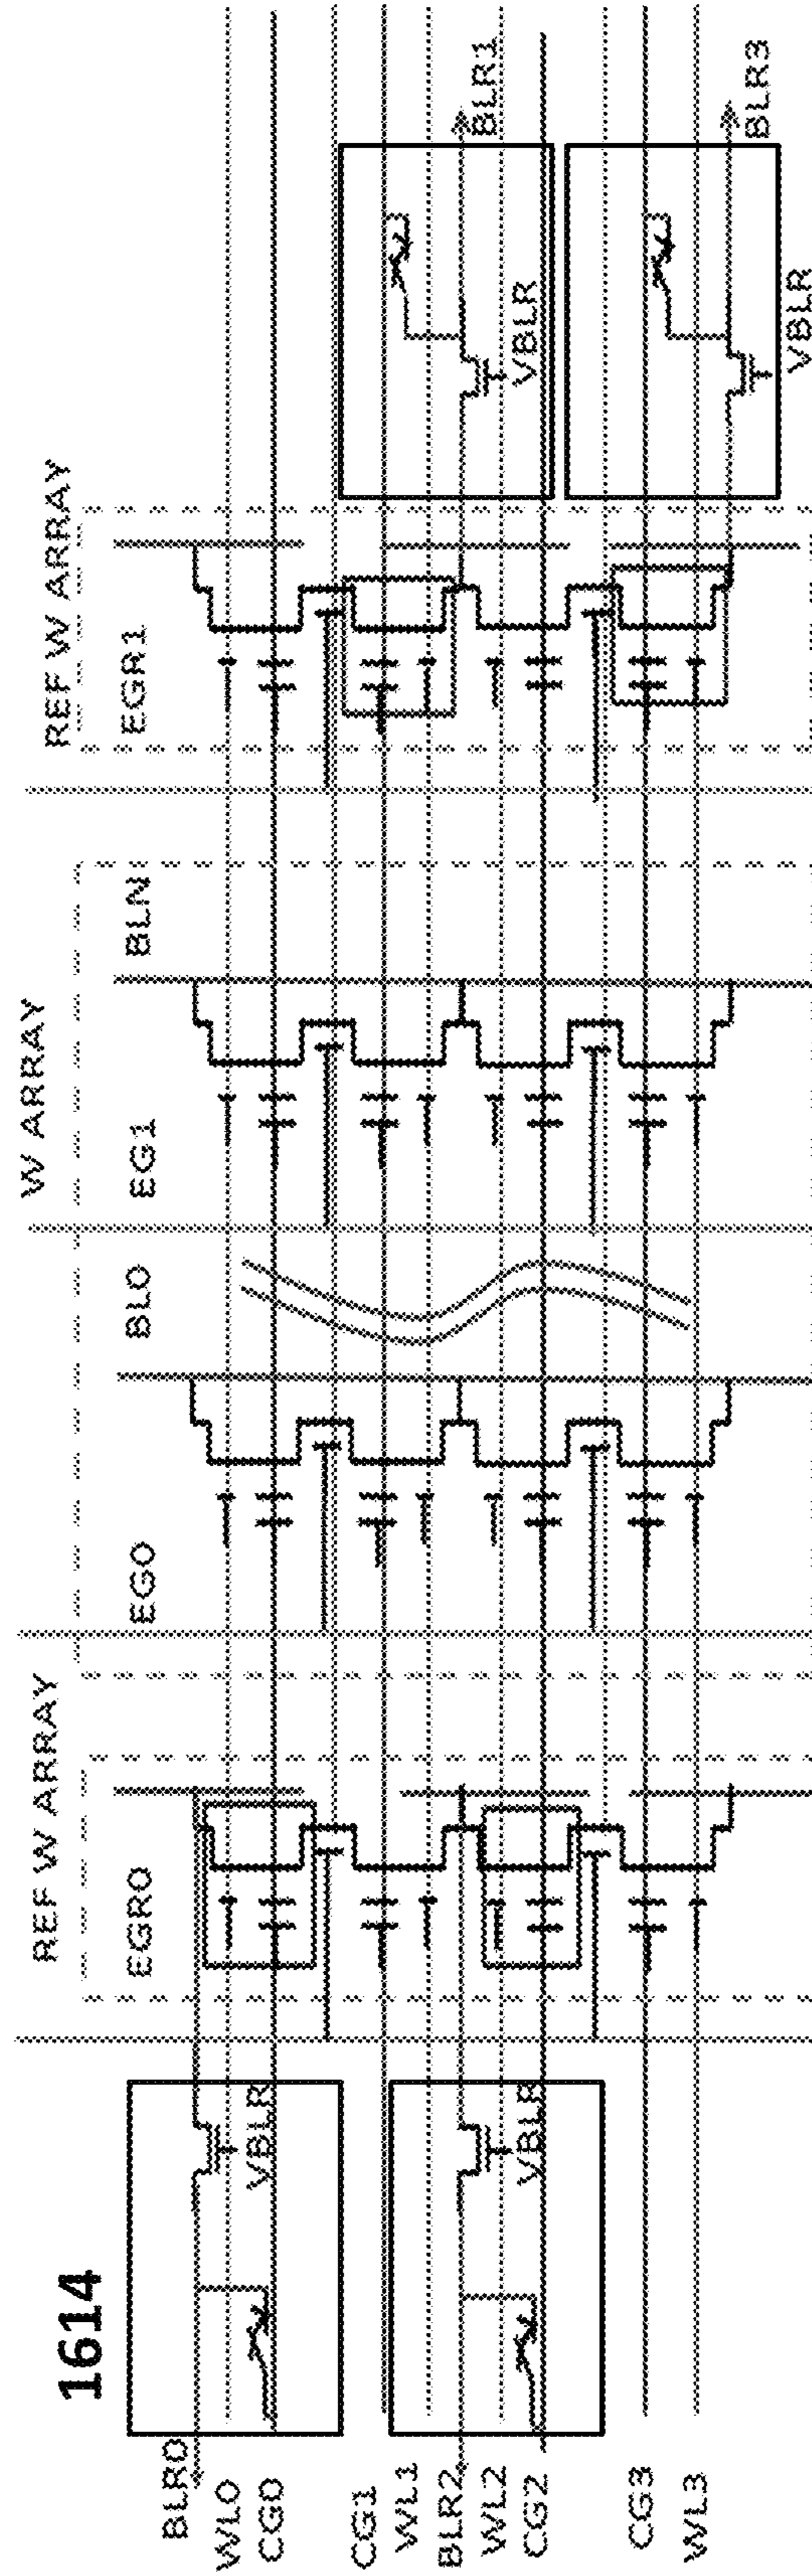 1614
REF W ARRAY
W ARRAY
REF W ARRAY
EGR0
EG0
BL0
EG1
BLN
EGR1
BLR0
WL0
CG0
CG1
WL1
BLR2
WL2
CG2
CG3
WL3
VBLR
VBLR
VBLR
VBLR
BLR1
BLR3